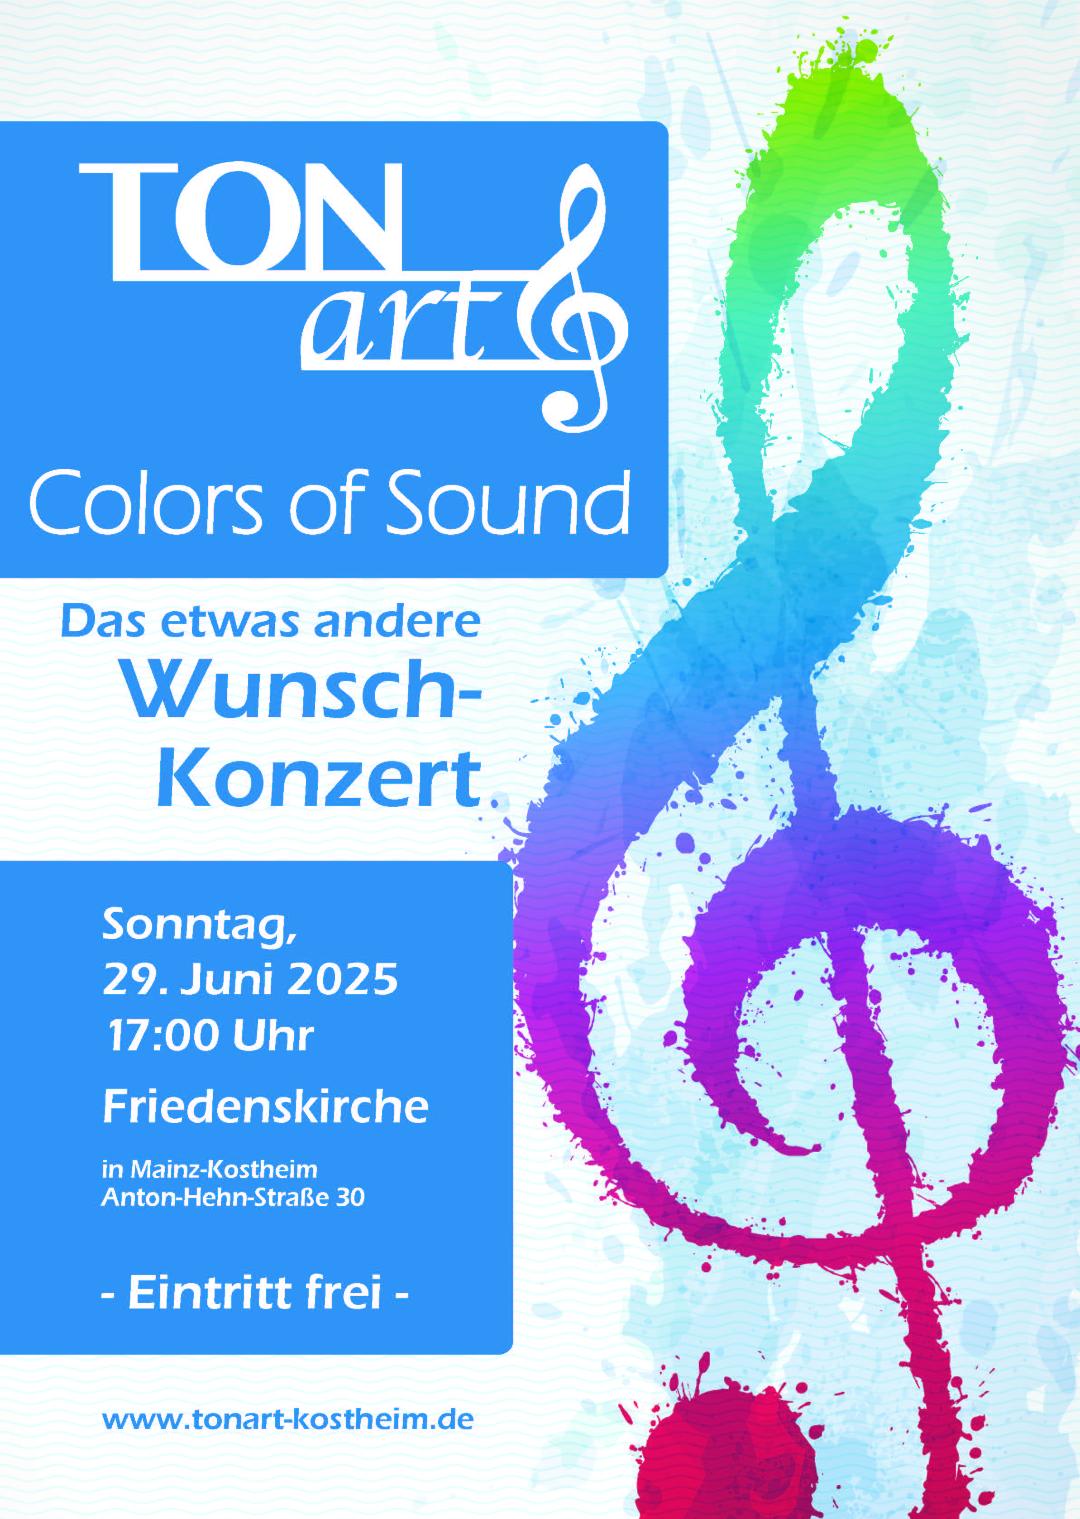 TON
art
Colors of Sound
Das etwas andere
Wunsch-
Konzert
Sonntag,
29. Juni 2025
17:00 Uhr
Friedenskirche
in Mainz-Kostheim
Anton-Hehn-Straße 30
- Eintritt frei -
www.tonart-kostheim.de